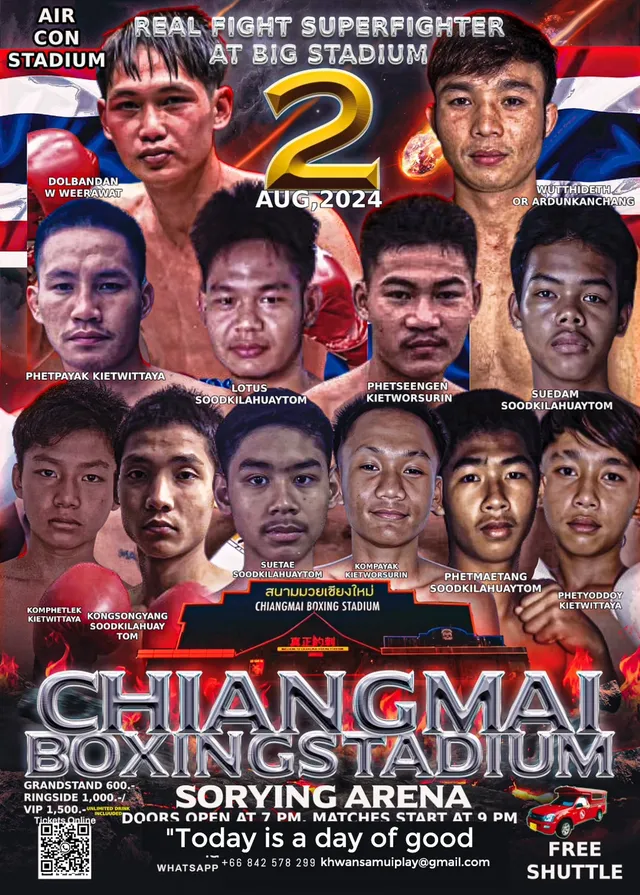 AIR
CON
STADIUM
REAL FIGHT SUPERFIGHTER
AT BIG STADIUM
2
AUG,2024
DOLBANDAN
W WEERAWAT
WUTTHIDETH
OR ARDUNKANCHANG
PHETPAYAK KIETWITTAYA
LOTUS
SOODKILAHUAYTOM
PHETSEENGEN
KIETWORSURIN
SUEDAM
SOODKILAHUAYTOM
SUETAE
SOODKILAHUAYTOM
KOMPAYAK
KIETWORSURIN
PHETMAETANG
SOODKILAHUAYTOM
PHETYODDOY
KIETWITTAYA
KOMPHETLEK
KIETWITTAYA
KONGSONGYANG
SOODKILAHUAY
TOM
สนามมวยเชียงใหม่
CHIANGMAI BOXING STADIUM
CHIANGMAI
BOXINGSTADIUM
GRANDSTAND 600.-
RINGSIDE 1,000.-/
VIP 1,500.- UNLIMITED DRINK
INCLUUDED
Tickets Online
SORYING ARENA
DOORS OPEN AT 7 PM, MATCHES START AT 9 PM
"Today is a day of good
WHATSAPP +66 842 578 299 khwansamuiplay@gmail.com
FREE
SHUTTLE